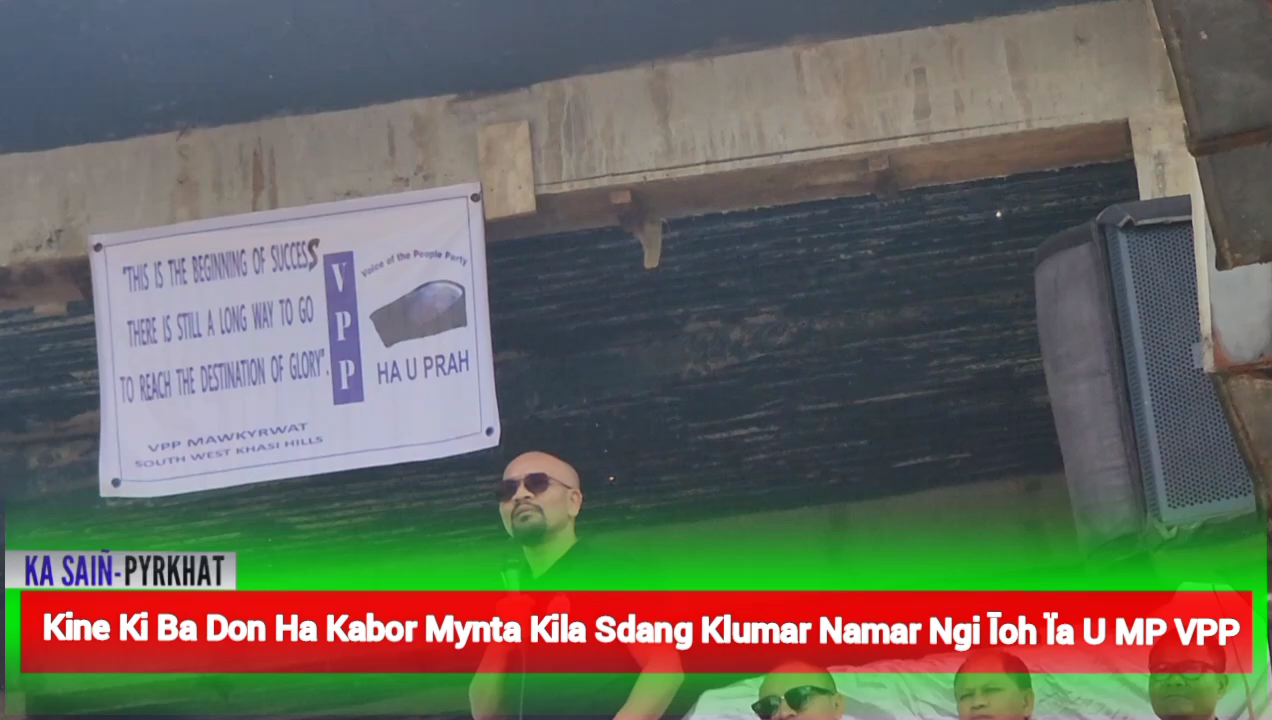 "THIS IS THE BEGINNING OF SUCCESS
THERE IS STILL A LONG WAY TO GO
TO REACH THE DESTINATION OF GLORY".
VPP MAWKYRWAT
SOUTH WEST KHASI HILLS
VPP
Voice of the People Party
HA U PRAH
KA SAIÑ-PYRKHAT
Kine Ki Ba Don Ha Kabor Mynta Kila Sdang Klumar Namar Ngi Ïoh Ïa U MP VPP